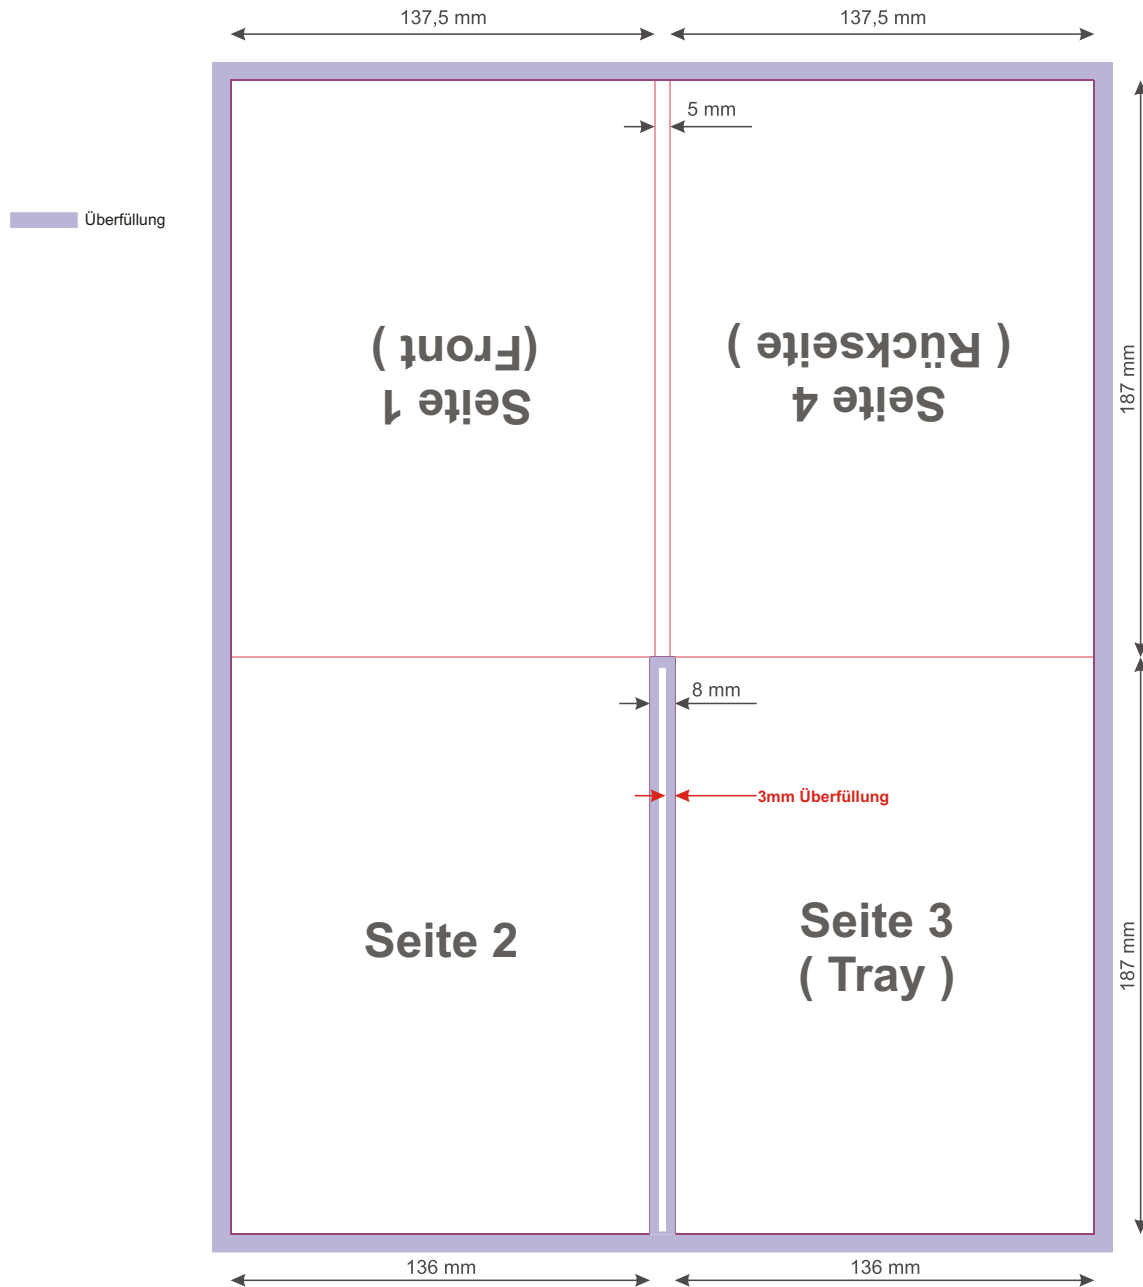 137,5 mm
137,5 mm
5 mm
Überfüllung
187 mm
Seite 1
(Front )
Seite 4
( Rückseite )
8 mm
3mm Überfüllung
Seite 2
Seite 3
( Tray )
187 mm
136 mm
136 mm